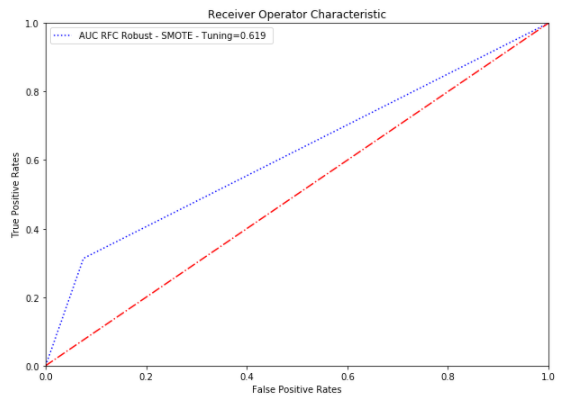 Receiver Operator Characteristic
1.0
AUC RFC Robust - SMOTE - Tuning=0.619
0.8
0.6
True Positive Rates
0.4
0.2
0.0
0.0 0.2 0.4 0.6 0.8 1.0
False Positive Rates